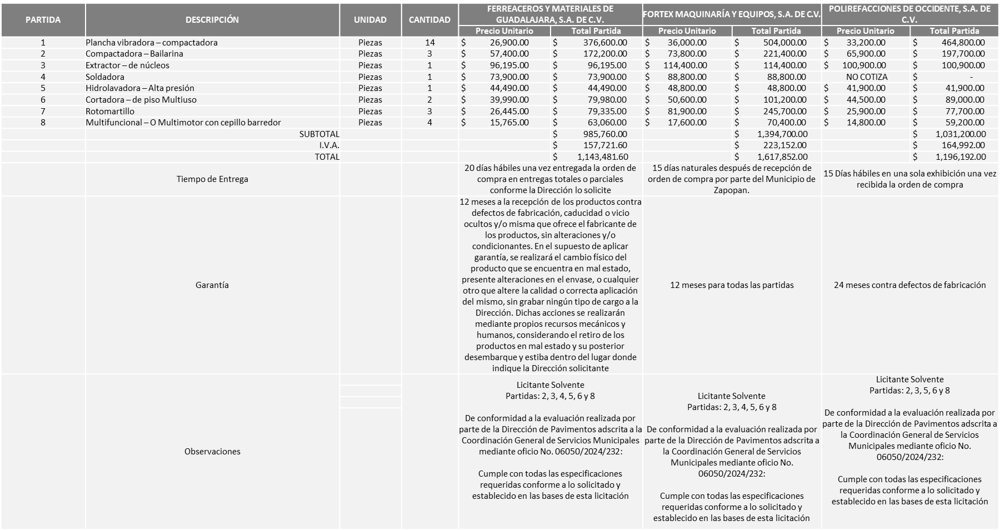 PARTIDA DESCRIPCIÓN UNIDAD CANTIDAD FERREACEROS Y MATERIALES DE GUADALAJARA, S.A. DE C.V. FORTEX MAQUINARÍA Y EQUIPOS, S.A. DE C.V. POLIREFACCIONES DE OCCIDENTE, S.A. DE C.V.
Precio Unitario Total Partida Precio Unitario Total Partida Precio Unitario Total Partida
1 Plancha vibradora – compactadora Piezas 14 $ 26,900.00 $ 376,600.00 $ 36,000.00 $ 504,000.00 $ 33,200.00 $ 464,800.00
2 Compactadora – Bailarina Piezas 3 $ 57,400.00 $ 172,200.00 $ 73,800.00 $ 221,400.00 $ 65,900.00 $ 197,700.00
3 Extractor – de núcleos Piezas 1 $ 96,195.00 $ 96,195.00 $ 114,400.00 $ 114,400.00 $ 100,900.00 $ 100,900.00
4 Soldadora Piezas 1 $ 73,900.00 $ 73,900.00 $ 88,800.00 $ 88,800.00 NO COTIZA $ -
5 Hidrolavadora – Alta presión Piezas 1 $ 44,490.00 $ 44,490.00 $ 48,800.00 $ 48,800.00 $ 41,900.00 $ 41,900.00
6 Cortadora – de piso Multiuso Piezas 2 $ 39,990.00 $ 79,980.00 $ 50,600.00 $ 101,200.00 $ 44,500.00 $ 89,000.00
7 Rotomartillo Piezas 3 $ 26,445.00 $ 79,335.00 $ 81,900.00 $ 245,700.00 $ 25,900.00 $ 77,700.00
8 Multifuncional – O Multimotor con cepillo barredor Piezas 4 $ 15,765.00 $ 63,060.00 $ 17,600.00 $ 70,400.00 $ 14,800.00 $ 59,200.00
SUBTOTAL $ 985,760.00 $ 1,394,700.00 $ 1,031,200.00
I.V.A. $ 157,721.60 $ 223,152.00 $ 164,992.00
TOTAL $ 1,143,481.60 $ 1,617,852.00 $ 1,196,192.00
Tiempo de Entrega
20 días hábiles una vez entregada la orden de
compra en entregas totales o parciales
conforme la Dirección lo solicite
15 días naturales después de recepción de
orden de compra por parte del Municipio de
Zapopan.
15 Días hábiles en una sola exhibición una vez
recibida la orden de compra
Garantía
12 meses a la recepción de los productos contra
defectos de fabricación, caducidad o vicio
ocultos y/o misma que ofrece el fabricante de
los productos, sin alteraciones y/o
condicionantes. En el supuesto de aplicar
garantía, se realizará el cambio físico del
producto que se encuentra en mal estado,
presente alteraciones en el envase, o cualquier
otro que altere la calidad o correcta aplicación
del mismo, sin grabar ningún tipo de cargo a la
Dirección. Dichas acciones se realizarán
mediante propios recursos mecánicos y
humanos, considerando el retiro de los
productos en mal estado y su posterior
desembarque y estiba dentro del lugar donde
indique la Dirección solicitante
12 meses para todas las partidas
24 meses contra defectos de fabricación
Observaciones
Licitante Solvente
Partidas: 2, 3, 4, 5, 6 y 8
De conformidad a la evaluación realizada por
parte de la Dirección de Pavimentos adscrita a la
Coordinación General de Servicios Municipales
mediante oficio No. 06050/2024/232:
Cumple con todas las especificaciones
requeridas conforme a lo solicitado y
establecido en las bases de esta licitación
Licitante Solvente
Partidas: 2, 3, 4, 5, 6 y 8
De conformidad a la evaluación realizada por
parte de la Dirección de Pavimentos adscrita a
la Coordinación General de Servicios
Municipales mediante oficio No.
06050/2024/232:
Cumple con todas las especificaciones
requeridas conforme a lo solicitado y
establecido en las bases de esta licitación
Licitante Solvente
Partidas: 2, 3, 5, 6 y 8
De conformidad a la evaluación realizada por
parte de la Dirección de Pavimentos adscrita a
la Coordinación General de Servicios
Municipales mediante oficio No.
06050/2024/232:
Cumple con todas las especificaciones
requeridas conforme a lo solicitado y
establecido en las bases de esta licitación